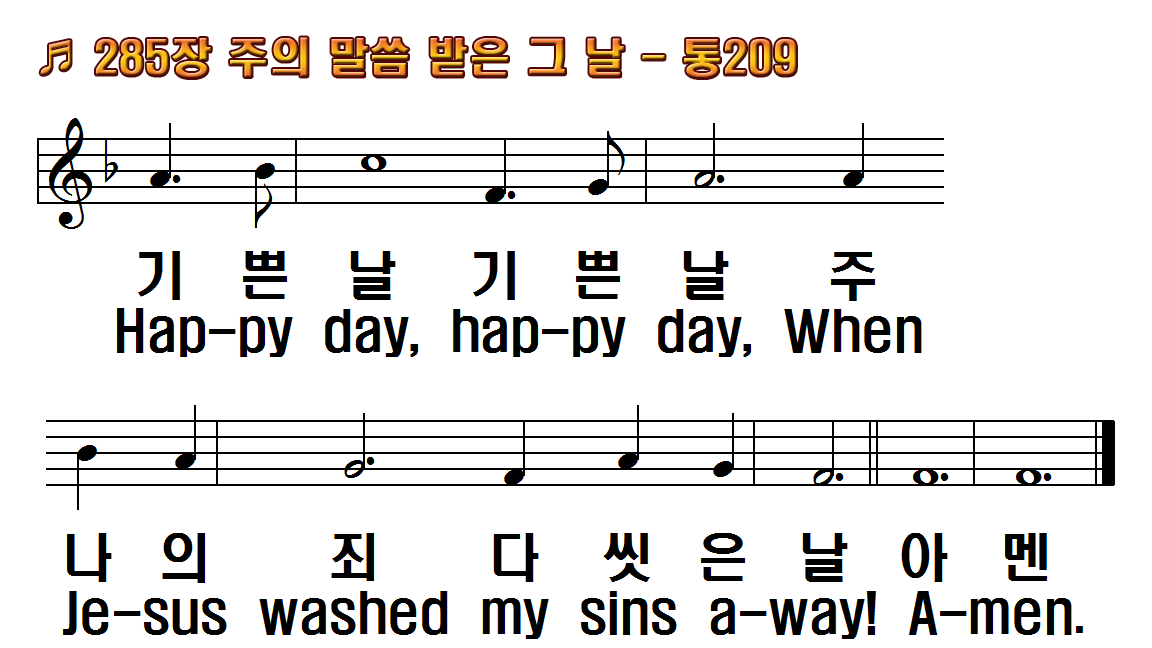 ♬ 285장 주의 말씀 받은 그 날 - 통209
기 쁜 날 기 쁜 날 주
Hap-py day, hap-py day, When
나 의 죄 다 씻 은 날 아 멘
Je-sus washed my sins a-way! A-men.